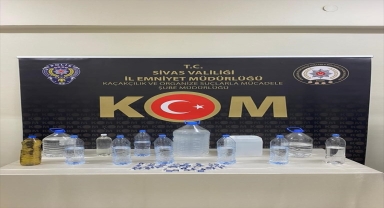 T.C.
SİVAS VALİLİĞİ
İL EMNİYET MÜDÜRLÜĞÜ
KAÇAKÇILIK VE ORGANİZE SUÇLARLA MÜCADELE
ŞUBE MÜDÜRLÜĞÜ
KOM